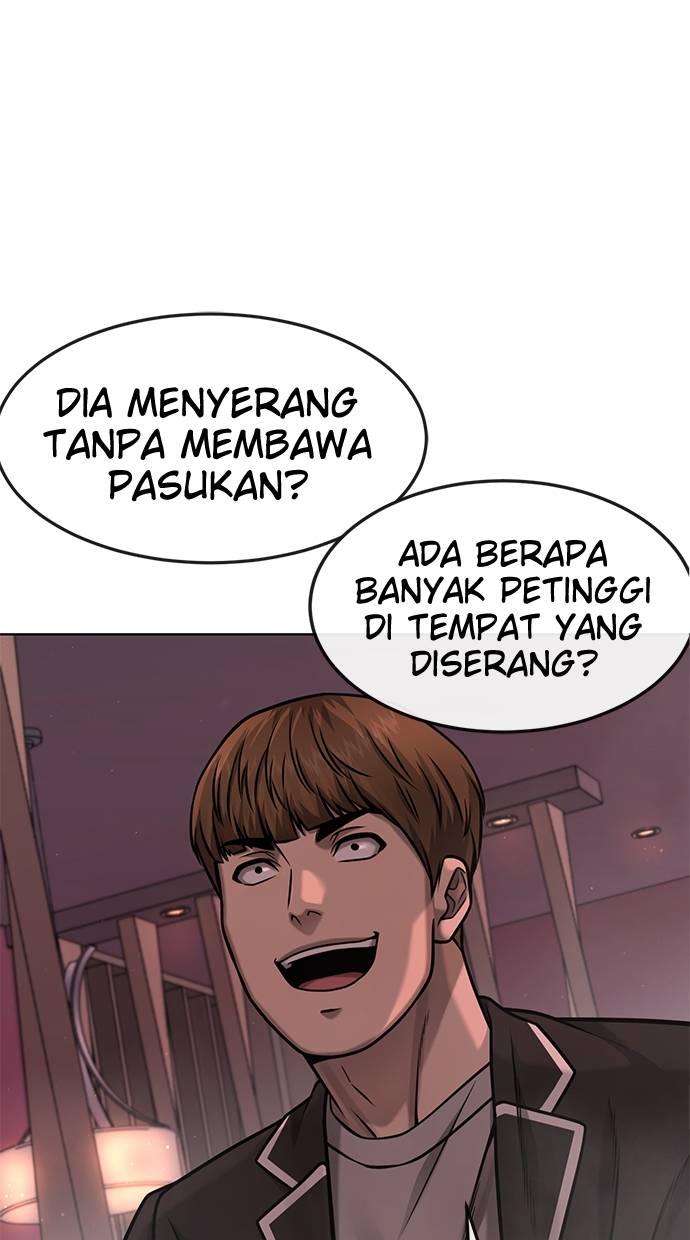 DIA MENYERANG
TANPA MEMBAWA
PASUKAN?
ADA BERAPA
BANYAK PETINGGI
DI TEMPAT YANG
DISERANG?